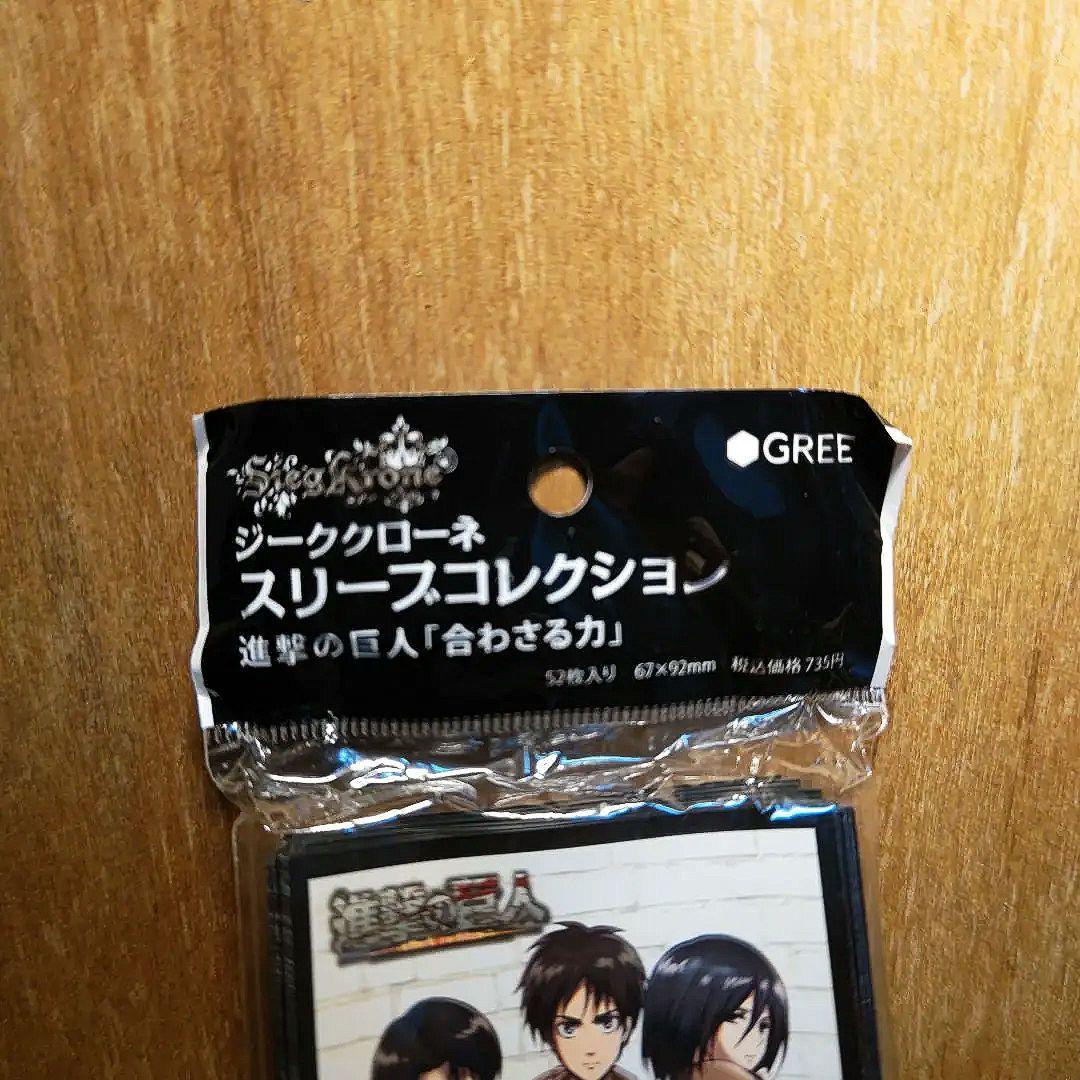 Sieg Krone
GREE
ジーククローネ
スリーブコレクション
進撃の巨人「合わさる力」
52枚入り 67×92mm 税込価格 735円
進撃の巨人